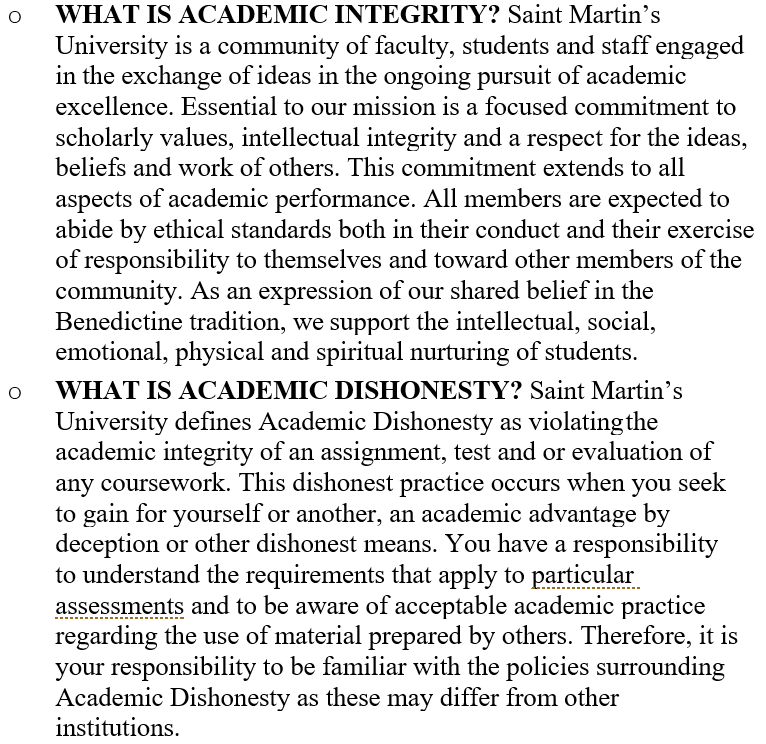 o WHAT IS ACADEMIC INTEGRITY? Saint Martin’s
University is a community of faculty, students and staff engaged
in the exchange of ideas in the ongoing pursuit of academic
excellence. Essential to our mission is a focused commitment to
scholarly values, intellectual integrity and a respect for the ideas,
beliefs and work of others. This commitment extends to all
aspects of academic performance. All members are expected to
abide by ethical standards both in their conduct and their exercise
of responsibility to themselves and toward other members of the
community. As an expression of our shared belief in the
Benedictine tradition, we support the intellectual, social,
emotional, physical and spiritual nurturing of students.
o WHAT IS ACADEMIC DISHONESTY? Saint Martin’s
University defines Academic Dishonesty as violating the
academic integrity of an assignment, test and or evaluation of
any coursework. This dishonest practice occurs when you seek
to gain for yourself or another, an academic advantage by
deception or other dishonest means. You have a responsibility
to understand the requirements that apply to particular
assessments and to be aware of acceptable academic practice
regarding the use of material prepared by others. Therefore, it is
your responsibility to be familiar with the policies surrounding
Academic Dishonesty as these may differ from other
institutions.